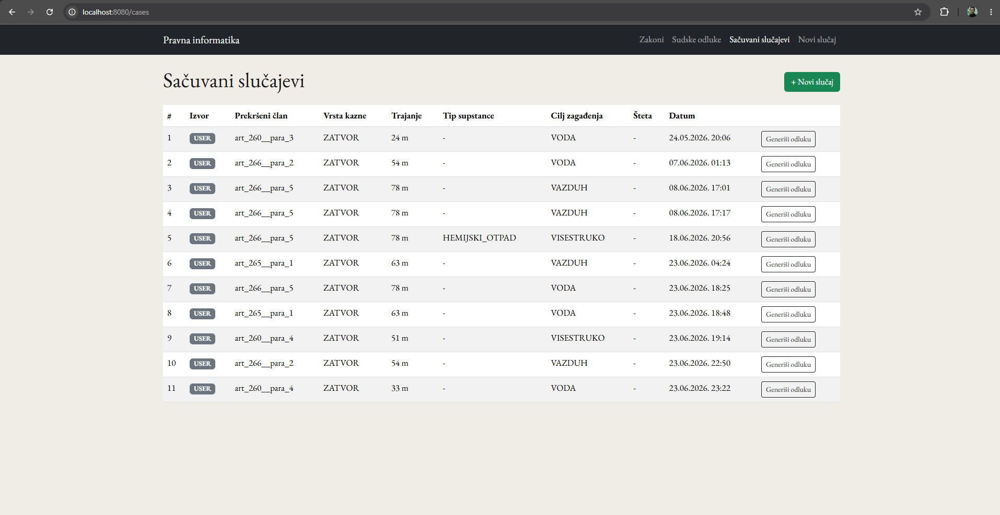 localhost:8080/cases
Pravna informatika Zakoni Sudske odluke Sačuvani slučajevi Novi slučaj
Sačuvani slučajevi + Novi slučaj
# Izvor Prekršeni član Vrsta kazne Trajanje Tip supstance Cilj zagađenja Šteta Datum
1 USER art_260__para_3 ZATVOR 24 m - VODA - 24.05.2026. 20:06 Generiši odluku
2 USER art_266__para_2 ZATVOR 54 m - VODA - 07.06.2026. 01:13 Generiši odluku
3 USER art_266__para_5 ZATVOR 78 m - VAZDUH - 08.06.2026. 17:01 Generiši odluku
4 USER art_266__para_5 ZATVOR 78 m - VAZDUH - 08.06.2026. 17:17 Generiši odluku
5 USER art_266__para_5 ZATVOR 78 m HEMIJSKI_OTPAD VISESTRUKO - 18.06.2026. 20:56 Generiši odluku
6 USER art_265__para_1 ZATVOR 63 m - VAZDUH - 23.06.2026. 04:24 Generiši odluku
7 USER art_266__para_5 ZATVOR 78 m - VODA - 23.06.2026. 18:25 Generiši odluku
8 USER art_265__para_1 ZATVOR 63 m - VODA - 23.06.2026. 18:48 Generiši odluku
9 USER art_260__para_4 ZATVOR 51 m - VISESTRUKO - 23.06.2026. 19:14 Generiši odluku
10 USER art_266__para_2 ZATVOR 54 m - VAZDUH - 23.06.2026. 22:50 Generiši odluku
11 USER art_260__para_4 ZATVOR 33 m - VODA - 23.06.2026. 23:22 Generiši odluku